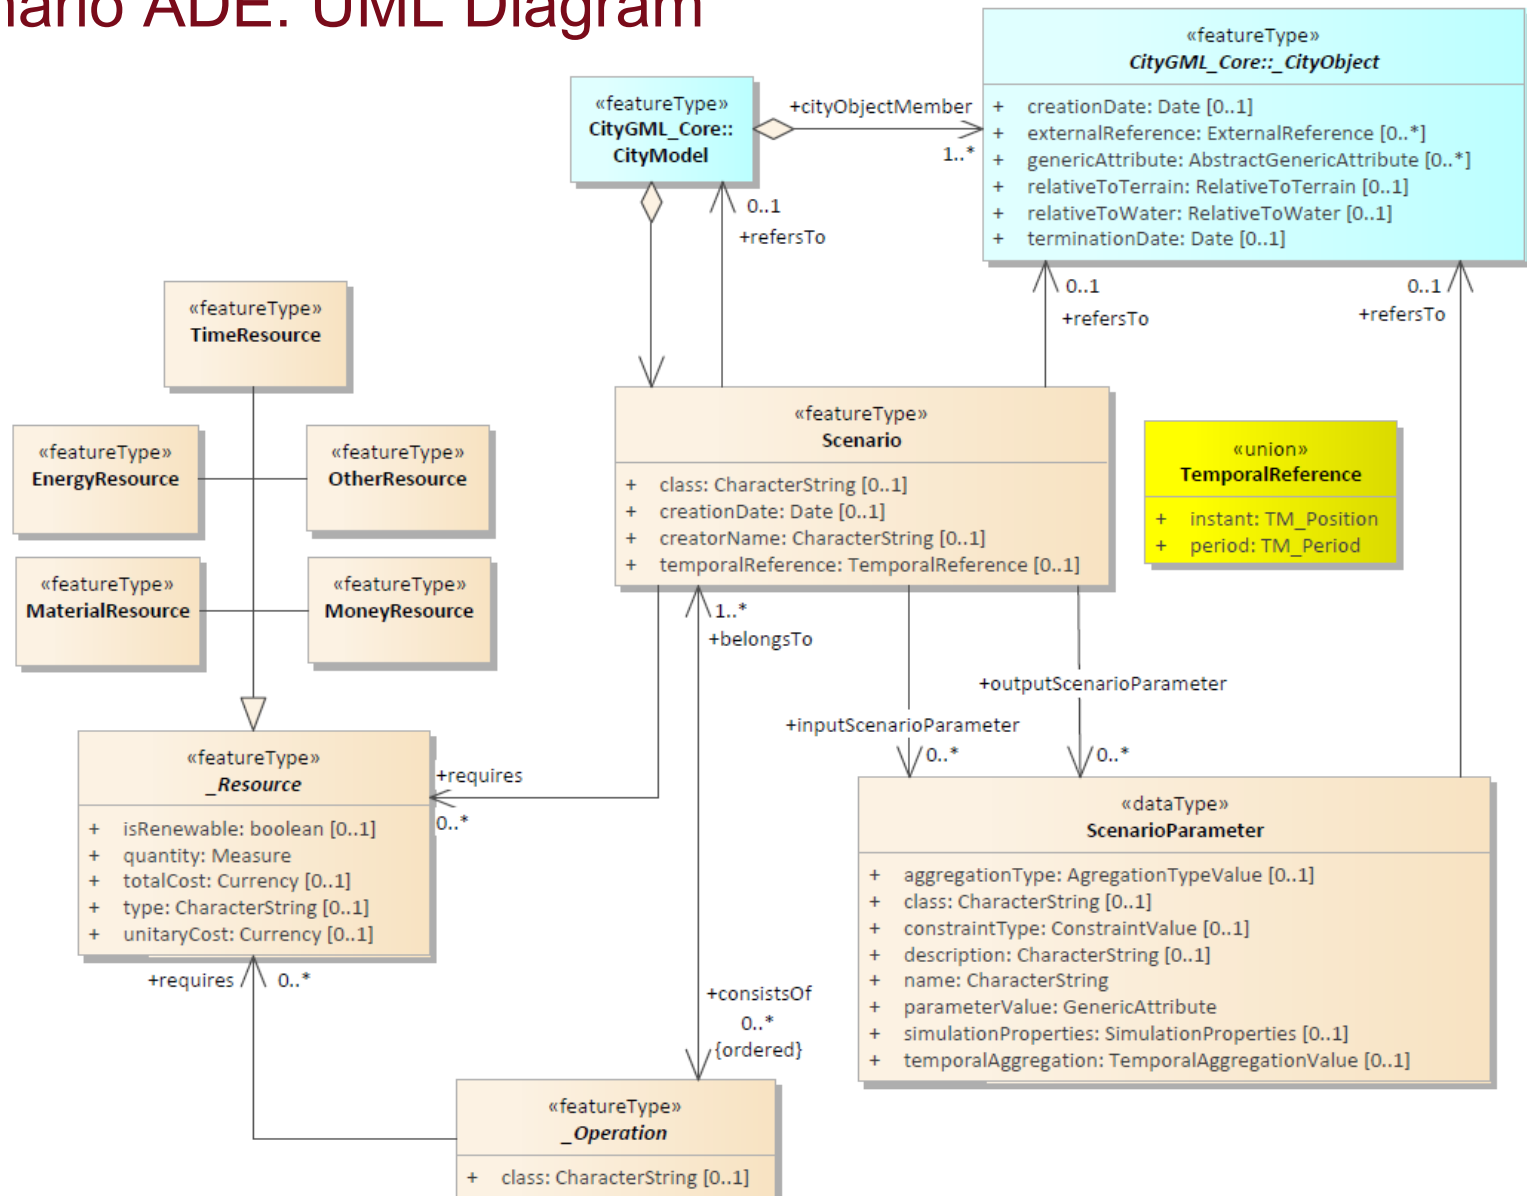 nario ADE: UML Diagram
«featureType»
CityGML_Core::_CityObject
+ creationDate: Date [0..1]
+ externalReference: ExternalReference [0..*]
+ genericAttribute: AbstractGenericAttribute [0..*]
+ relativeToTerrain: RelativeToTerrain [0..1]
+ relativeToWater: RelativeToWater [0..1]
+ terminationDate: Date [0..1]
«featureType»
CityGML_Core::
CityModel
+cityObjectMember
1..*
0..1
+refersTo
0..1
+refersTo
0..1
+refersTo
«featureType»
TimeResource
«featureType»
EnergyResource
«featureType»
OtherResource
«featureType»
MaterialResource
«featureType»
MoneyResource
«featureType»
Scenario
+ class: CharacterString [0..1]
+ creationDate: Date [0..1]
+ creatorName: CharacterString [0..1]
+ temporalReference: TemporalReference [0..1]
«union»
TemporalReference
+ instant: TM_Position
+ period: TM_Period
1..*
+belongsTo
+outputScenarioParameter
+inputScenarioParameter
0..*
0..*
«featureType»
_Resource
+ isRenewable: boolean [0..1]
+ quantity: Measure
+ totalCost: Currency [0..1]
+ type: CharacterString [0..1]
+ unitaryCost: Currency [0..1]
+requires
0..*
«dataType»
ScenarioParameter
+ aggregationType: AgregationTypeValue [0..1]
+ class: CharacterString [0..1]
+ constraintType: ConstraintValue [0..1]
+ description: CharacterString [0..1]
+ name: CharacterString
+ parameterValue: GenericAttribute
+ simulationProperties: SimulationProperties [0..1]
+ temporalAggregation: TemporalAggregationValue [0..1]
+requires 0..*
+consistsOf
0..*
{ordered}
«featureType»
_Operation
+ class: CharacterString [0..1]